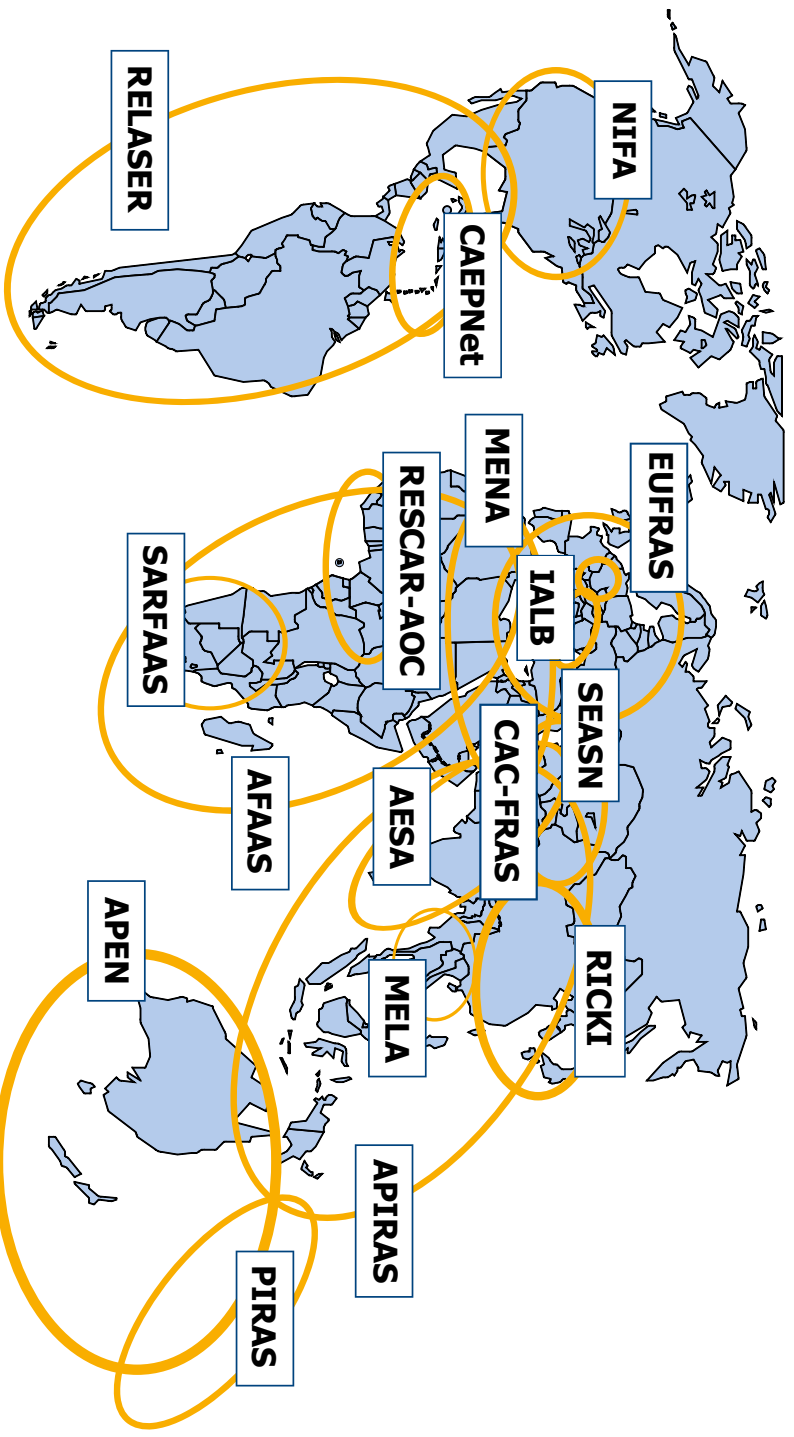 NIFA
RELASER
CAEPNet
EUFRAS
MENA
IALB
RESCAR-AOC
SEASN
SARFAAS
CAC-FRAS
AESA
AFAAS
RICKI
MELA
APEN
APIRAS
PIRAS